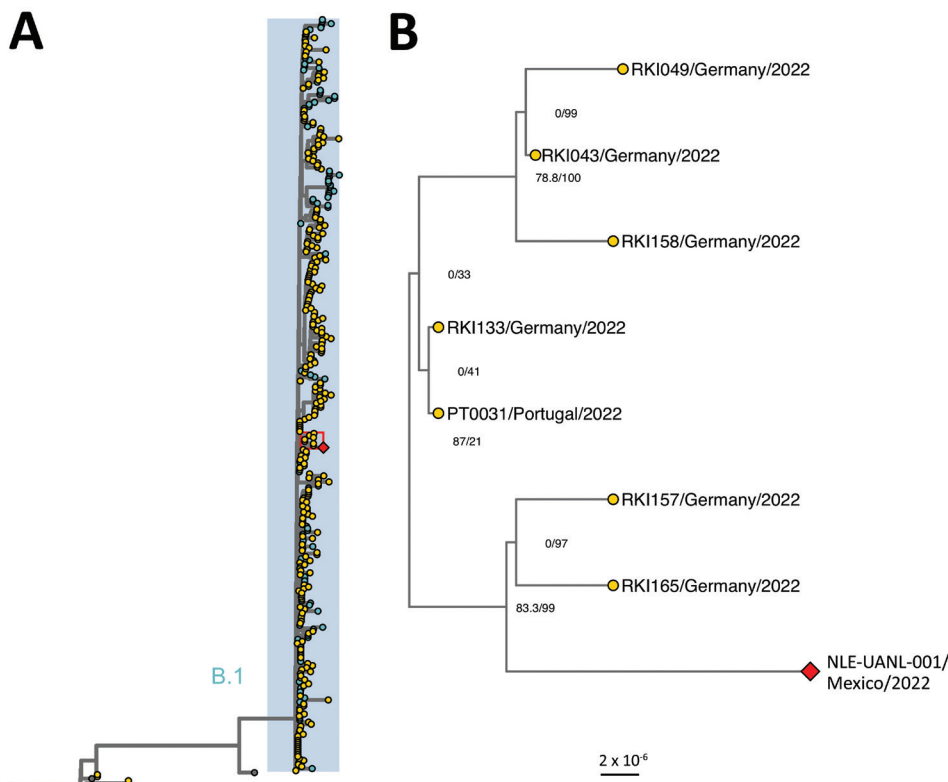 A
B
RKI049/Germany/2022
0/99
RKI043/Germany/2022
78.8/100
RKI158/Germany/2022
0/33
RKI133/Germany/2022
0/41
PT0031/Portugal/2022
87/21
RKI157/Germany/2022
0/97
RKI165/Germany/2022
83.3/99
NLE-UANL-001/
Mexico/2022
B.1
2 x 10⁻⁶